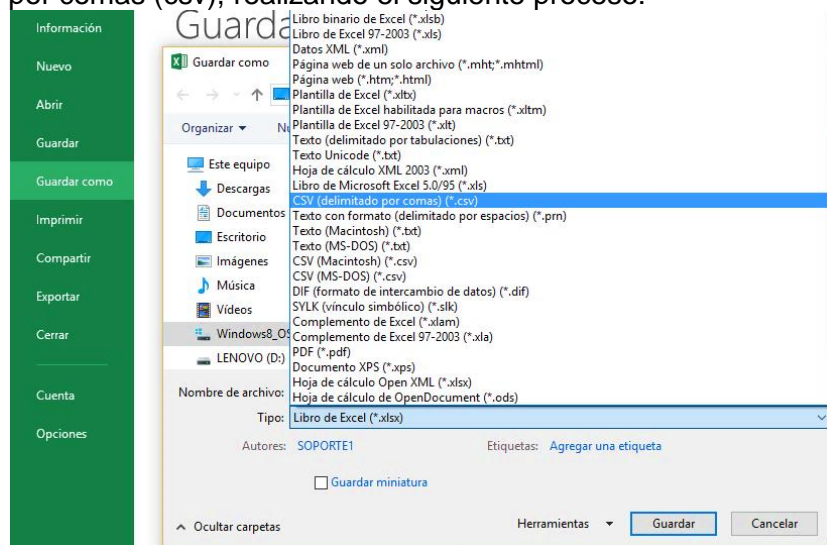 por comas (csv), realizando el siguiente proceso:
Información
Nuevo
Abrir
Guardar
Guardar como
Imprimir
Compartir
Exportar
Cerrar
Cuenta
Opciones
Guarda
Guardar como
Organizar
Este equipo
Descargas
Documentos
Escritorio
Imágenes
Música
Vídeos
Windows8_OS
LENOVO (D:)
Libro binario de Excel (*.xlsb)
Libro de Excel 97-2003 (*.xls)
Datos XML (*.xml)
Página web de un solo archivo (*.mht;*.mhtml)
Página web (*.htm;*.html)
Plantilla de Excel (*.xltx)
Plantilla de Excel habilitada para macros (*.xltm)
Plantilla de Excel 97-2003 (*.xlt)
Texto (delimitado por tabulaciones) (*.txt)
Texto Unicode (*.txt)
Hoja de cálculo XML 2003 (*.xml)
Libro de Microsoft Excel 5.0/95 (*.xls)
CSV (delimitado por comas) (*.csv)
Texto con formato (delimitado por espacios) (*.prn)
Texto (Macintosh) (*.txt)
Texto (MS-DOS) (*.txt)
CSV (Macintosh) (*.csv)
CSV (MS-DOS) (*.csv)
DIF (formato de intercambio de datos) (*.dif)
SYLK (vínculo simbólico) (*.slk)
Complemento de Excel (*.xlam)
Complemento de Excel 97-2003 (*.xla)
PDF (*.pdf)
Documento XPS (*.xps)
Hoja de cálculo Open XML (*.xlsx)
Hoja de cálculo de OpenDocument (*.ods)
Nombre de archivo:
Tipo: Libro de Excel (*.xlsx)
Autores: SOPORTE1 Etiquetas: Agregar una etiqueta
Guardar miniatura
Ocultar carpetas Herramientas Guardar Cancelar